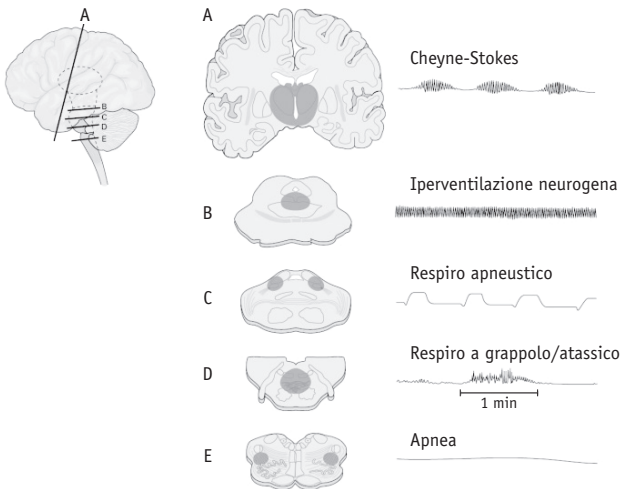 A
B
C
D
E
A
Cheyne-Stokes
B
Iperventilazione neurogena
C
Respiro apneustico
D
Respiro a grappolo/atassico
1 min
E
Apnea